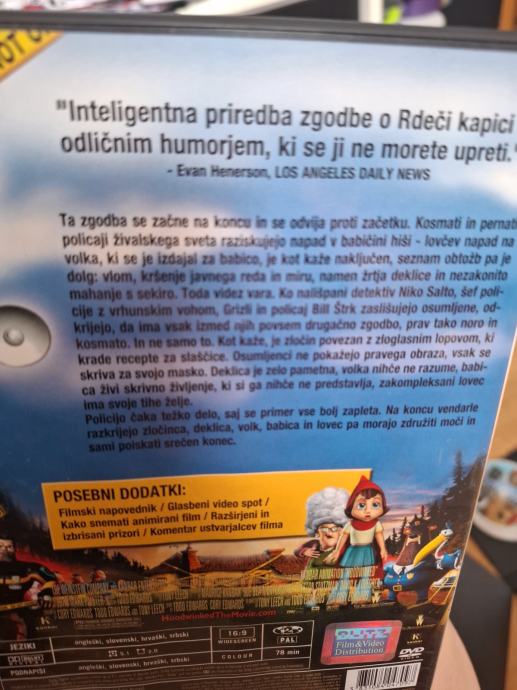 "Inteligentna priredba zgodbe o Rdeči kapici
odličnim humorjem, ki se ji ne morete upreti."
- Evan Henerson, LOS ANGELES DAILY NEWS
Ta zgodba se začne na koncu in se odvija proti začetku. Kosmati in pernati
policaji živalskega sveta raziskujejo napad v babičini hiši - lovčev napad na
volka, ki se je izdajal za babico, je kot kaže naključen, seznam obtožb pa je
dolg: vlom, kršenje javnega reda in miru, namen žrtja deklice in nezakonito
mahanje s sekiro. Toda videz vara. Ko nališpani detektiv Niko Salto, šef poli-
cije z vrhunskim vohom, Grizli in policaj Bill Štrk zaslišujejo osumljene, od-
krijejo, da ima vsak izmed njih povsem drugačno zgodbo, prav tako noro in
kosmato. In ne samo to. Kot kaže, je zločin povezan z zloglasnim lopovom, ki
krade recepte za slaščice. Osumljenci ne pokažejo pravega obraza, vsak se
skriva za svojo masko. Deklica je zelo pametna, volka nihče ne razume, babi-
ca živi skrivno življenje, ki si ga nihče ne predstavlja, zakompleksani lovec
ima svoje tihe želje.
Policijo čaka težko delo, saj se primer vse bolj zapleta. Na koncu vendarle
razkrijejo zločinca, deklica, volk, babica in lovec pa morajo združiti moči in
sami poiskati srečen konec.
POSEBNI DODATKI:
Filmski napovednik / Glasbeni video spot /
Kako snemati animirani film / Razširjeni in
izbrisani prizori / Komentar ustvarjalcev filma
HoodwinkedTheMovie.com
JEZIKI
angleški, slovenski, hrvaški, srbski
5.1
2.0
PODNAPISI
angleški, slovenski, hrvaški, srbski
16:9
WIDESCREEN
COLOUR
PAL
78 min
BLITZ
Film & Video
Distribution
DVD